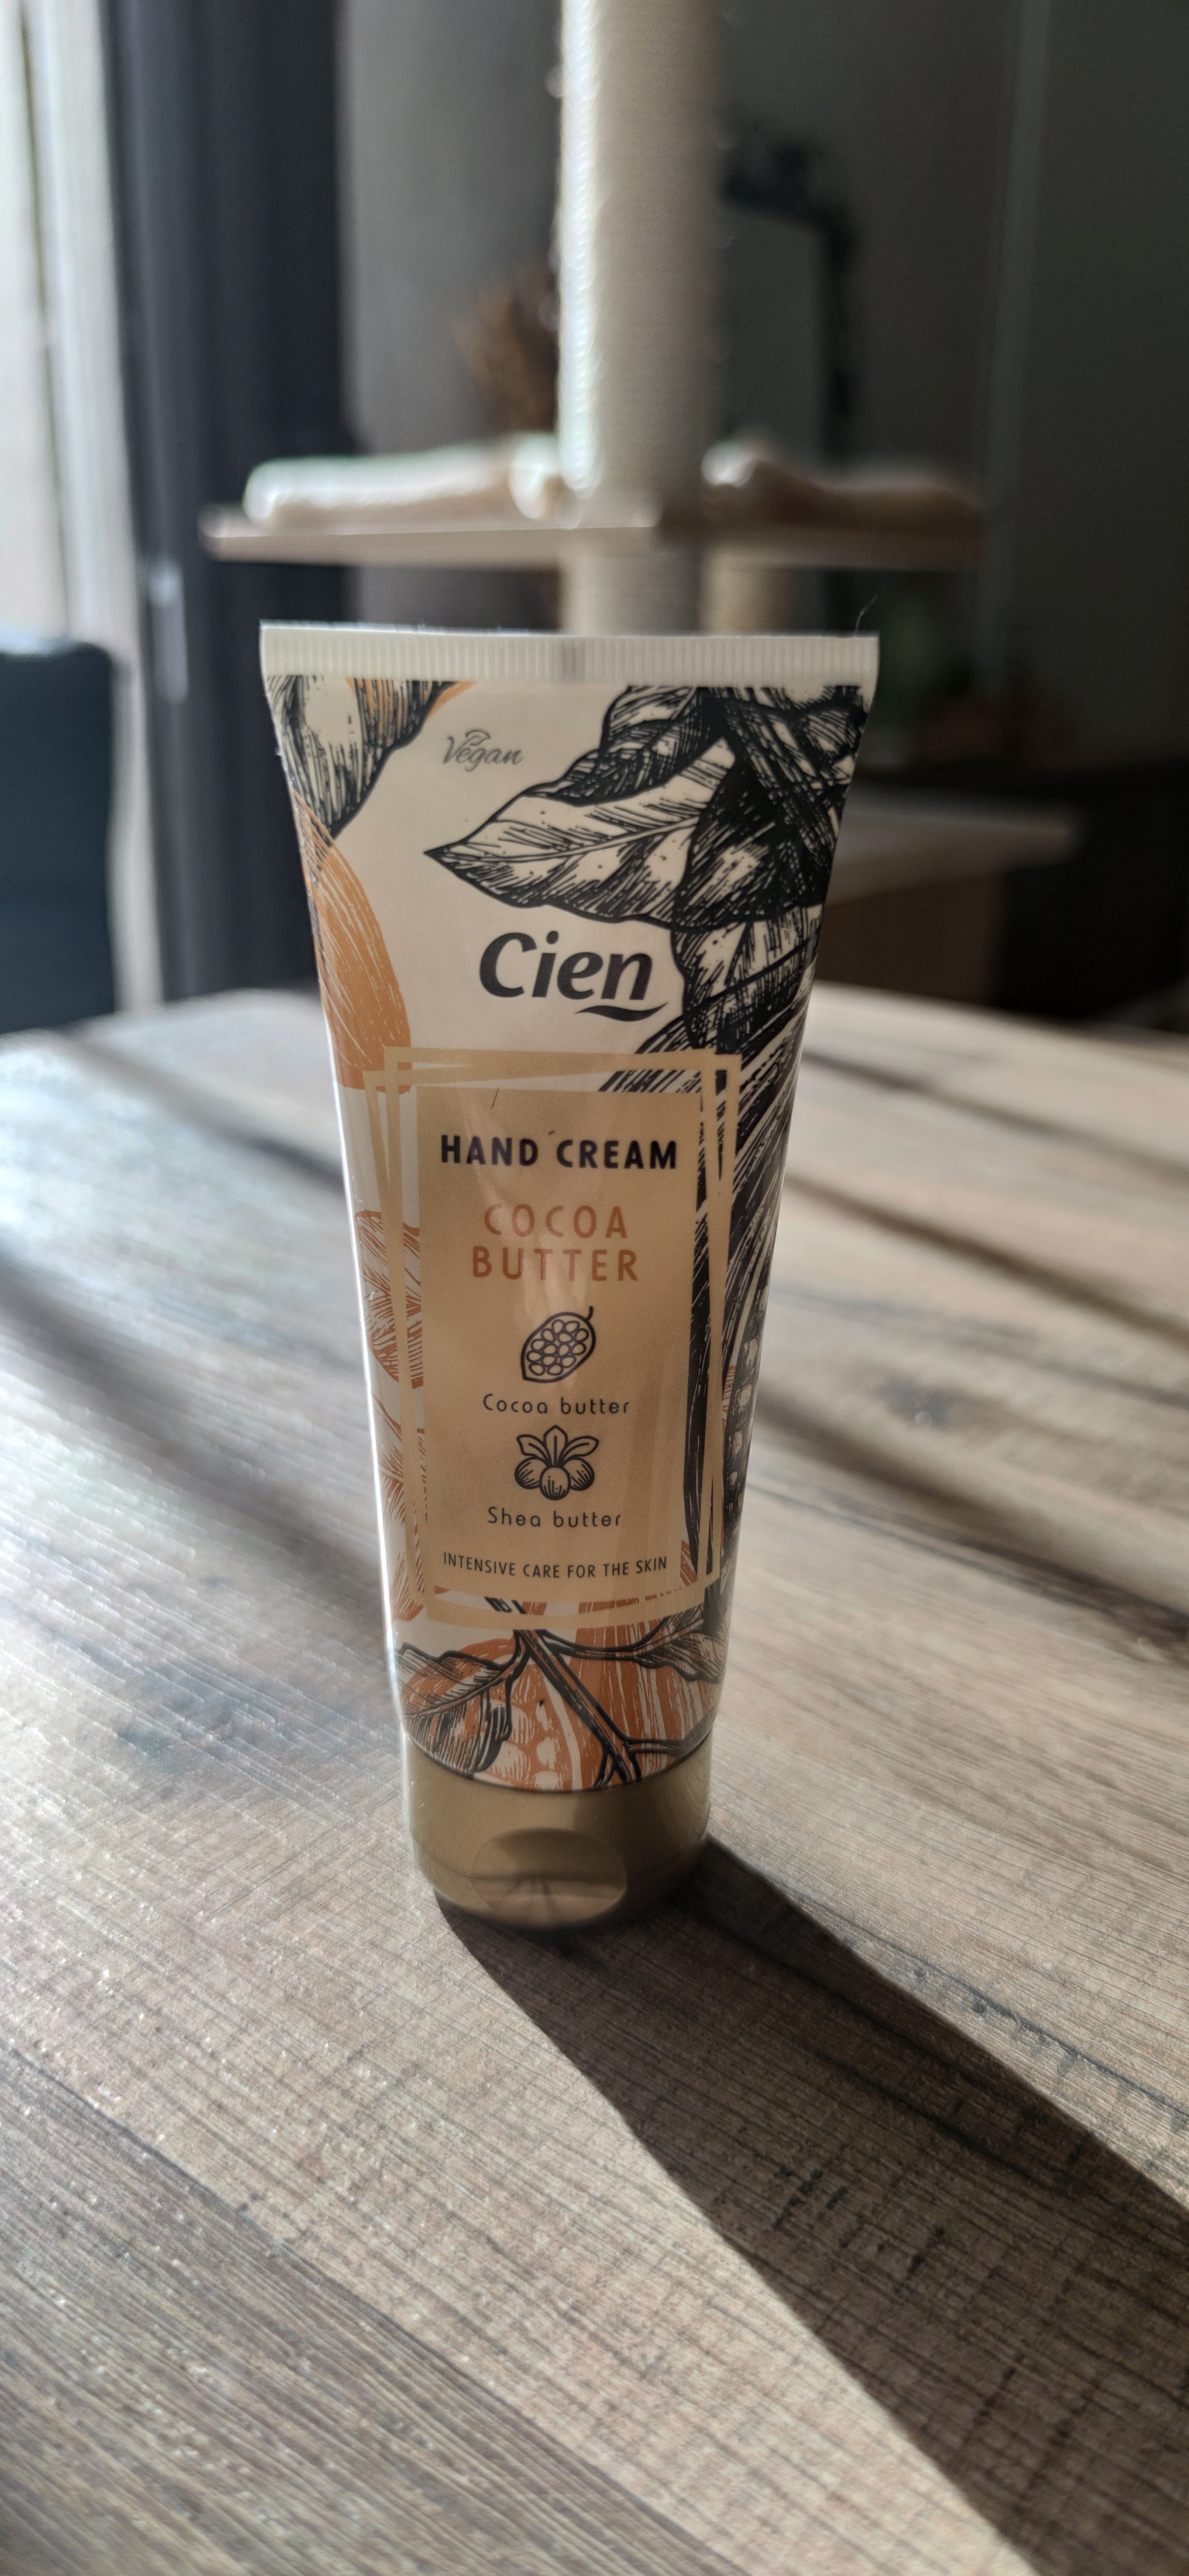 Vegan
Cien
HAND CREAM
COCOA
BUTTER
Cocoa butter
Shea butter
INTENSIVE CARE FOR THE SKIN